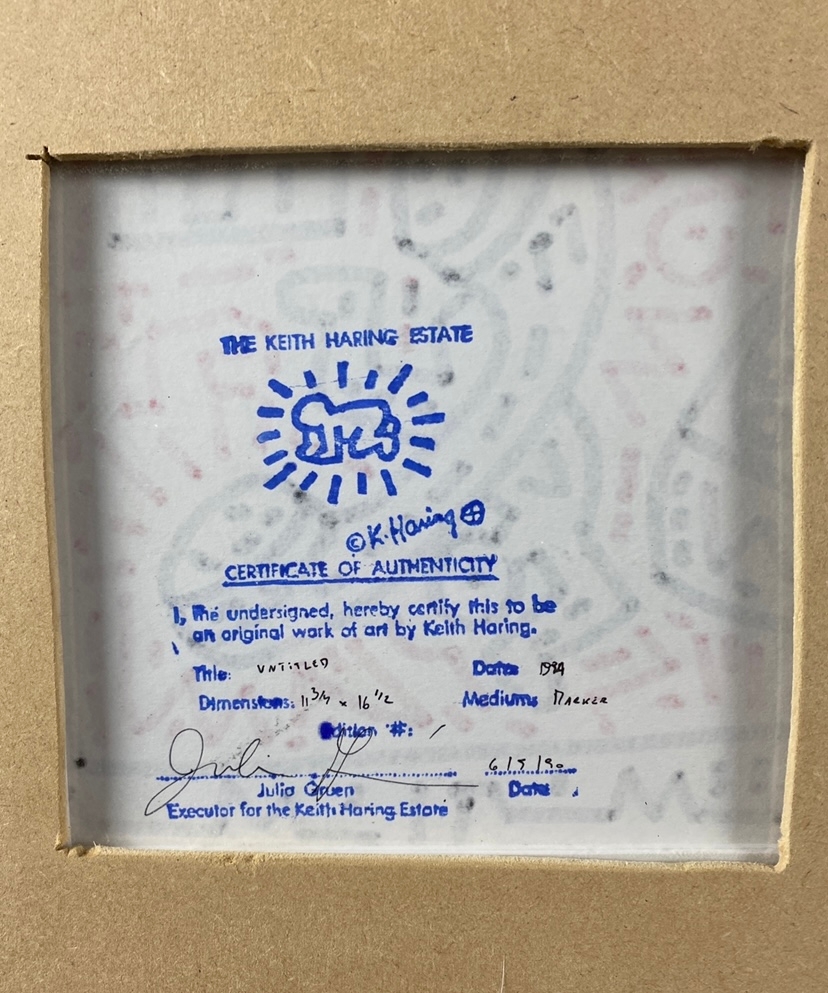 THE KEITH HARING ESTATE
© K. Haring
CERTIFICATE OF AUTHENTICITY
I, the undersigned, hereby certify this to be
an original work of art by Keith Haring.
Title: UNTITLED Date: 1984
Dimensions: 11 3/4 x 16 1/2 Medium: MARKER
Edition #: /
Julia G
6/5/90
Julia Gruen Date
Executor for the Keith Haring Estate